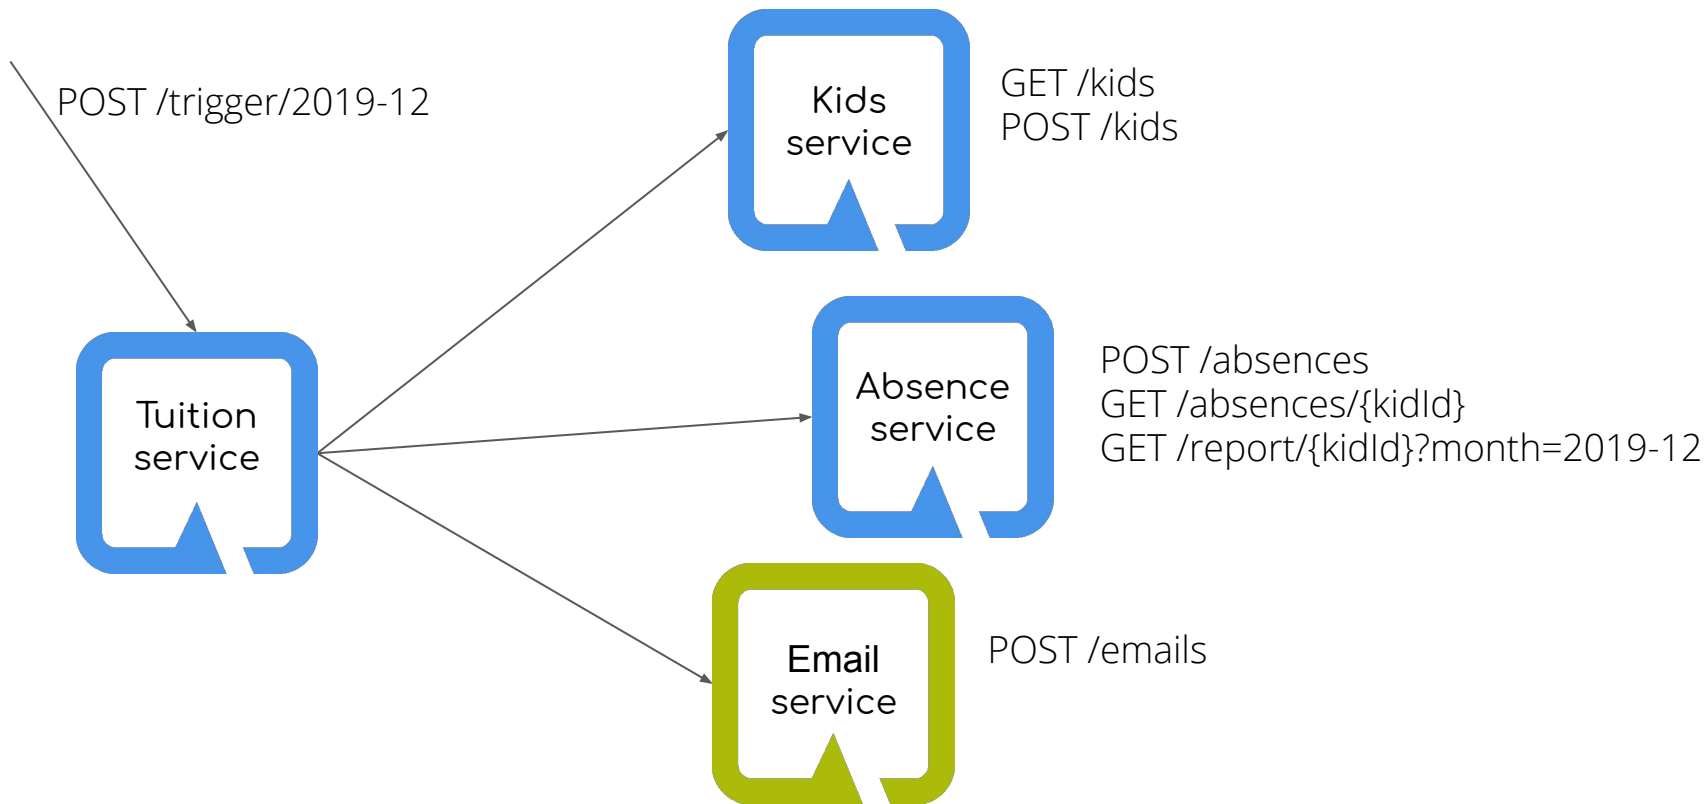 POST /trigger/2019-12
Kids
service
GET /kids
POST /kids
Tuition
service
Absence
service
POST /absences
GET /absences/{kidId}
GET /report/{kidId}?month=2019-12
Email
service
POST /emails